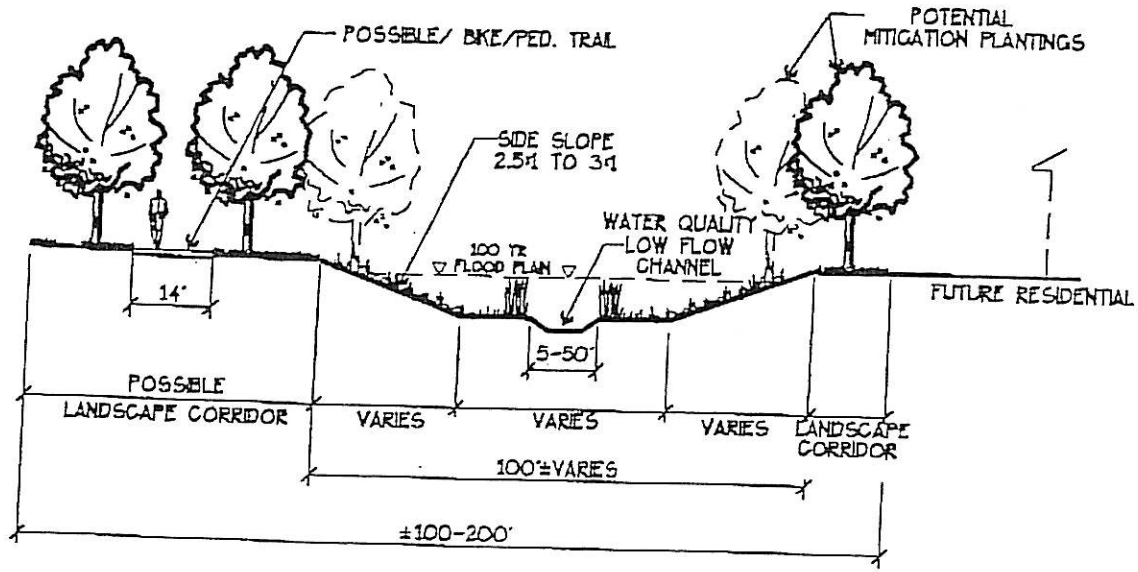 POSSIBLE/ BIKE/PED. TRAIL
POTENTIAL
MITIGATION PLANTINGS
SIDE SLOPE
2.5:1 TO 3:1
WATER QUALITY
LOW FLOW
CHANNEL
100 YR
FLOOD PLAIN
14'
FUTURE RESIDENTIAL
5-50'
POSSIBLE
LANDSCAPE CORRIDOR
VARIES
VARIES
VARIES
LANDSCAPE
CORRIDOR
100'±VARIES
±100-200'